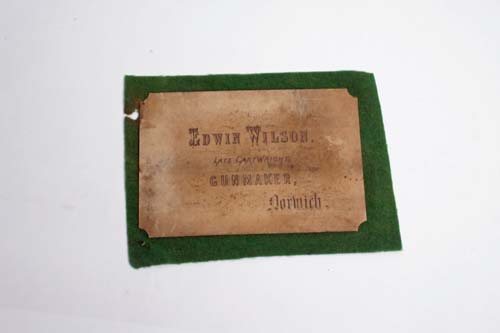 EDWIN WILSON.
LATE CARTWRIGHT,
GUNMAKER,
Norwich.